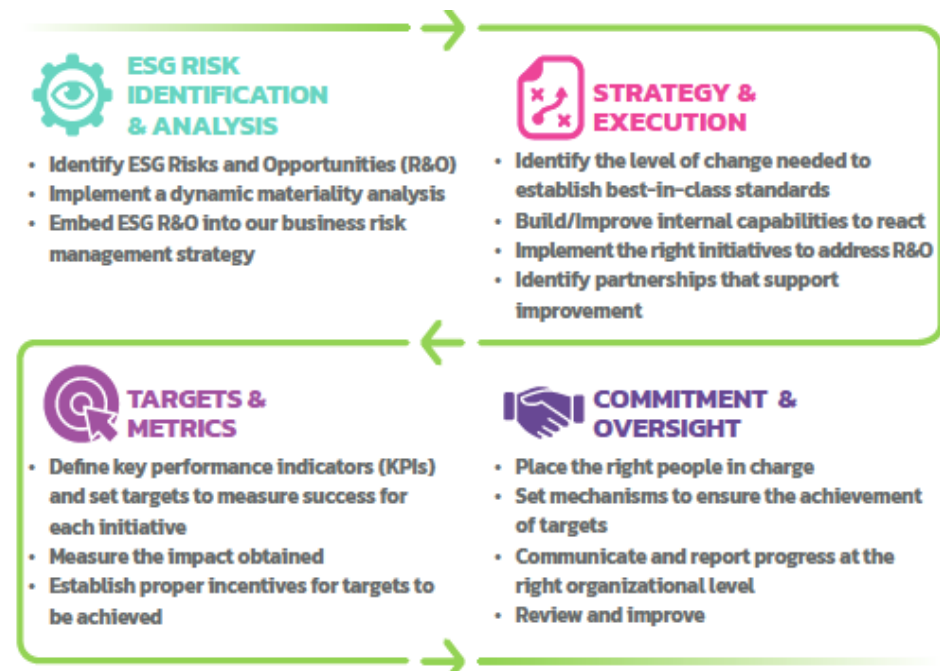 ESG RISK
IDENTIFICATION
& ANALYSIS
• Identify ESG Risks and Opportunities (R&O)
• Implement a dynamic materiality analysis
• Embed ESG R&O into our business risk
management strategy
STRATEGY &
EXECUTION
• Identify the level of change needed to
establish best-in-class standards
• Build/Improve internal capabilities to react
• Implement the right initiatives to address R&O
• Identify partnerships that support
improvement
TARGETS &
METRICS
• Define key performance indicators (KPIs)
and set targets to measure success for
each initiative
• Measure the impact obtained
• Establish proper incentives for targets to
be achieved
COMMITMENT &
OVERSIGHT
• Place the right people in charge
• Set mechanisms to ensure the achievement
of targets
• Communicate and report progress at the
right organizational level
• Review and improve